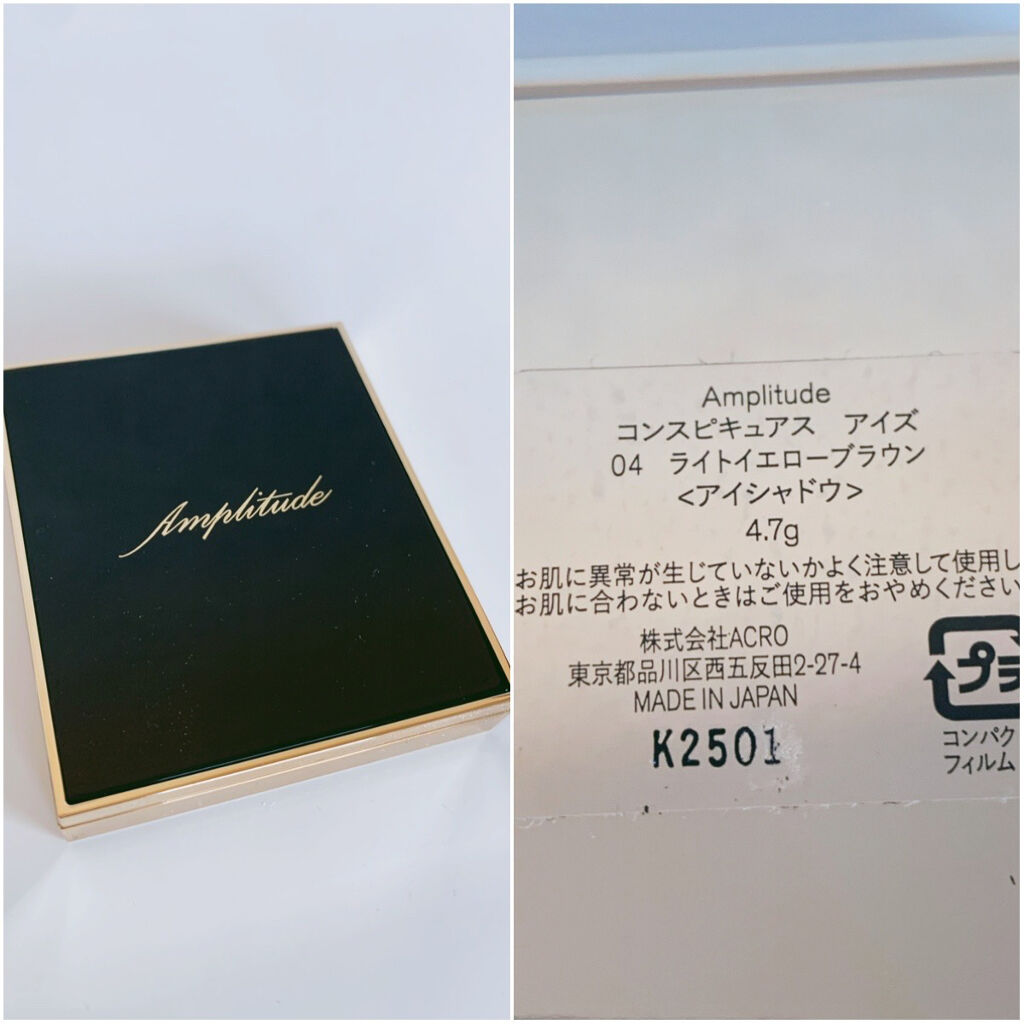 Amplitude
Amplitude
コンスピキュアス　アイズ
04　ライトイエローブラウン
<アイシャドウ>
4.7g
お肌に異常が生じていないかよく注意して使用し
お肌に合わないときはご使用をおやめください
株式会社ACRO
東京都品川区西五反田2-27-4
MADE IN JAPAN
K2501
プラ
コンパク
フィルム